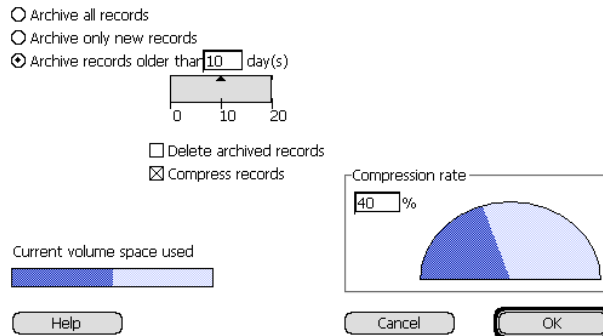 Archive all records
Archive only new records
Archive records older than 10 day(s)
0 10 20
Delete archived records
Compress records
Compression rate
40 %
Current volume space used
Help Cancel OK